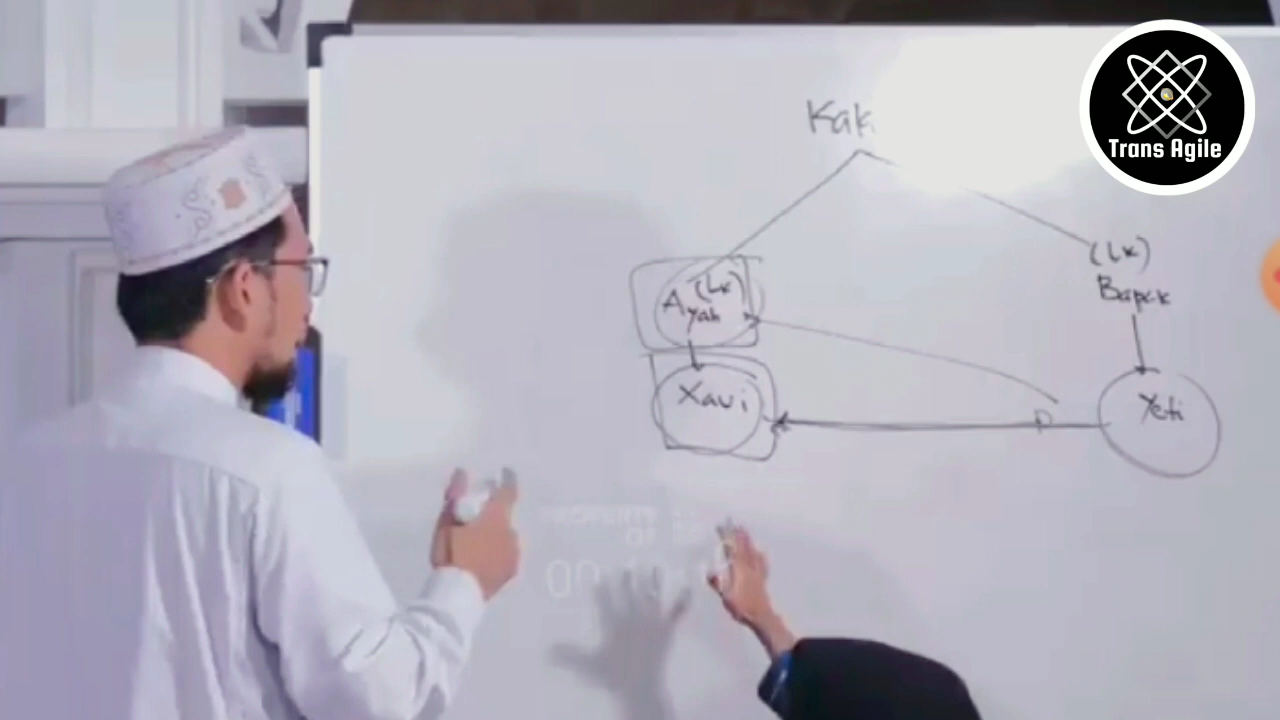 Trans Agile
Kak
(Lk)
Bapak
(Lk)
Ayah
Xavi
Yeti